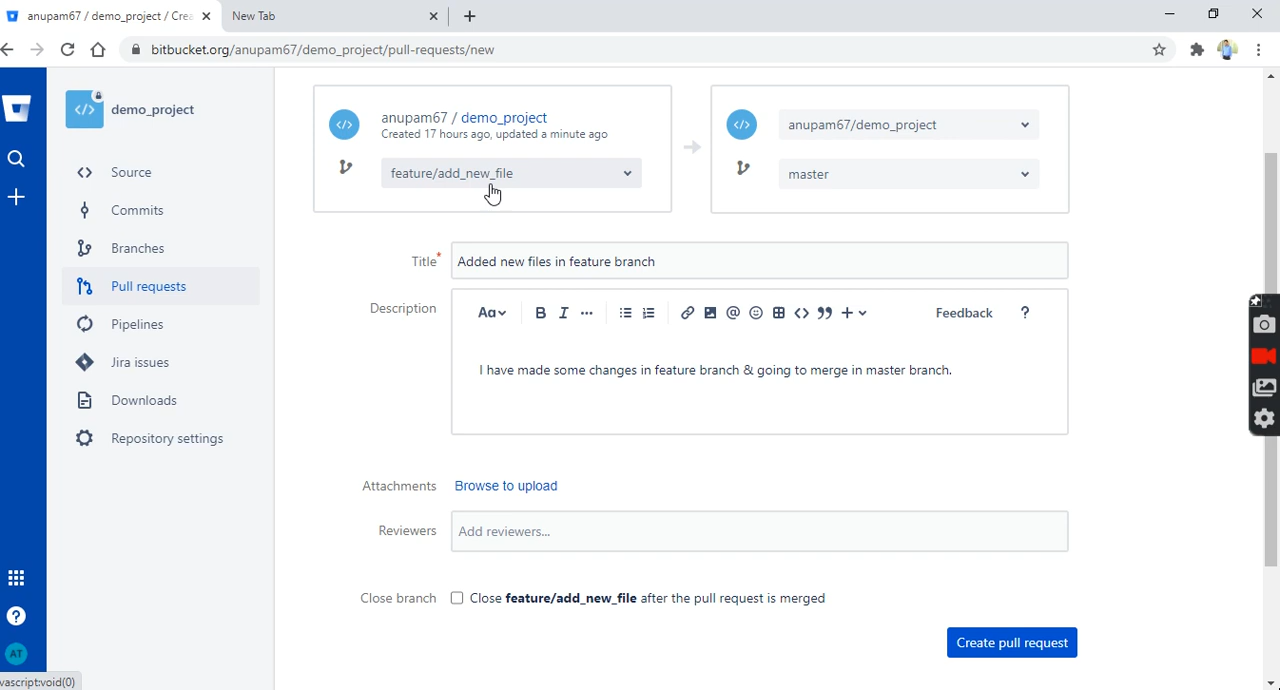 anupam67 / demo_project / Crea
New Tab
bitbucket.org/anupam67/demo_project/pull-requests/new
demo_project
Source
Commits
Branches
Pull requests
Pipelines
Jira issues
Downloads
Repository settings
AT
vascript:void(0)
anupam67 / demo_project
Created 17 hours ago, updated a minute ago
feature/add_new_file
anupam67/demo_project
master
Title*
Added new files in feature branch
Description
Aa B I ... @ <> + Feedback ?
I have made some changes in feature branch & going to merge in master branch.
Attachments Browse to upload
Reviewers Add reviewers...
Close branch Close feature/add_new_file after the pull request is merged
Create pull request